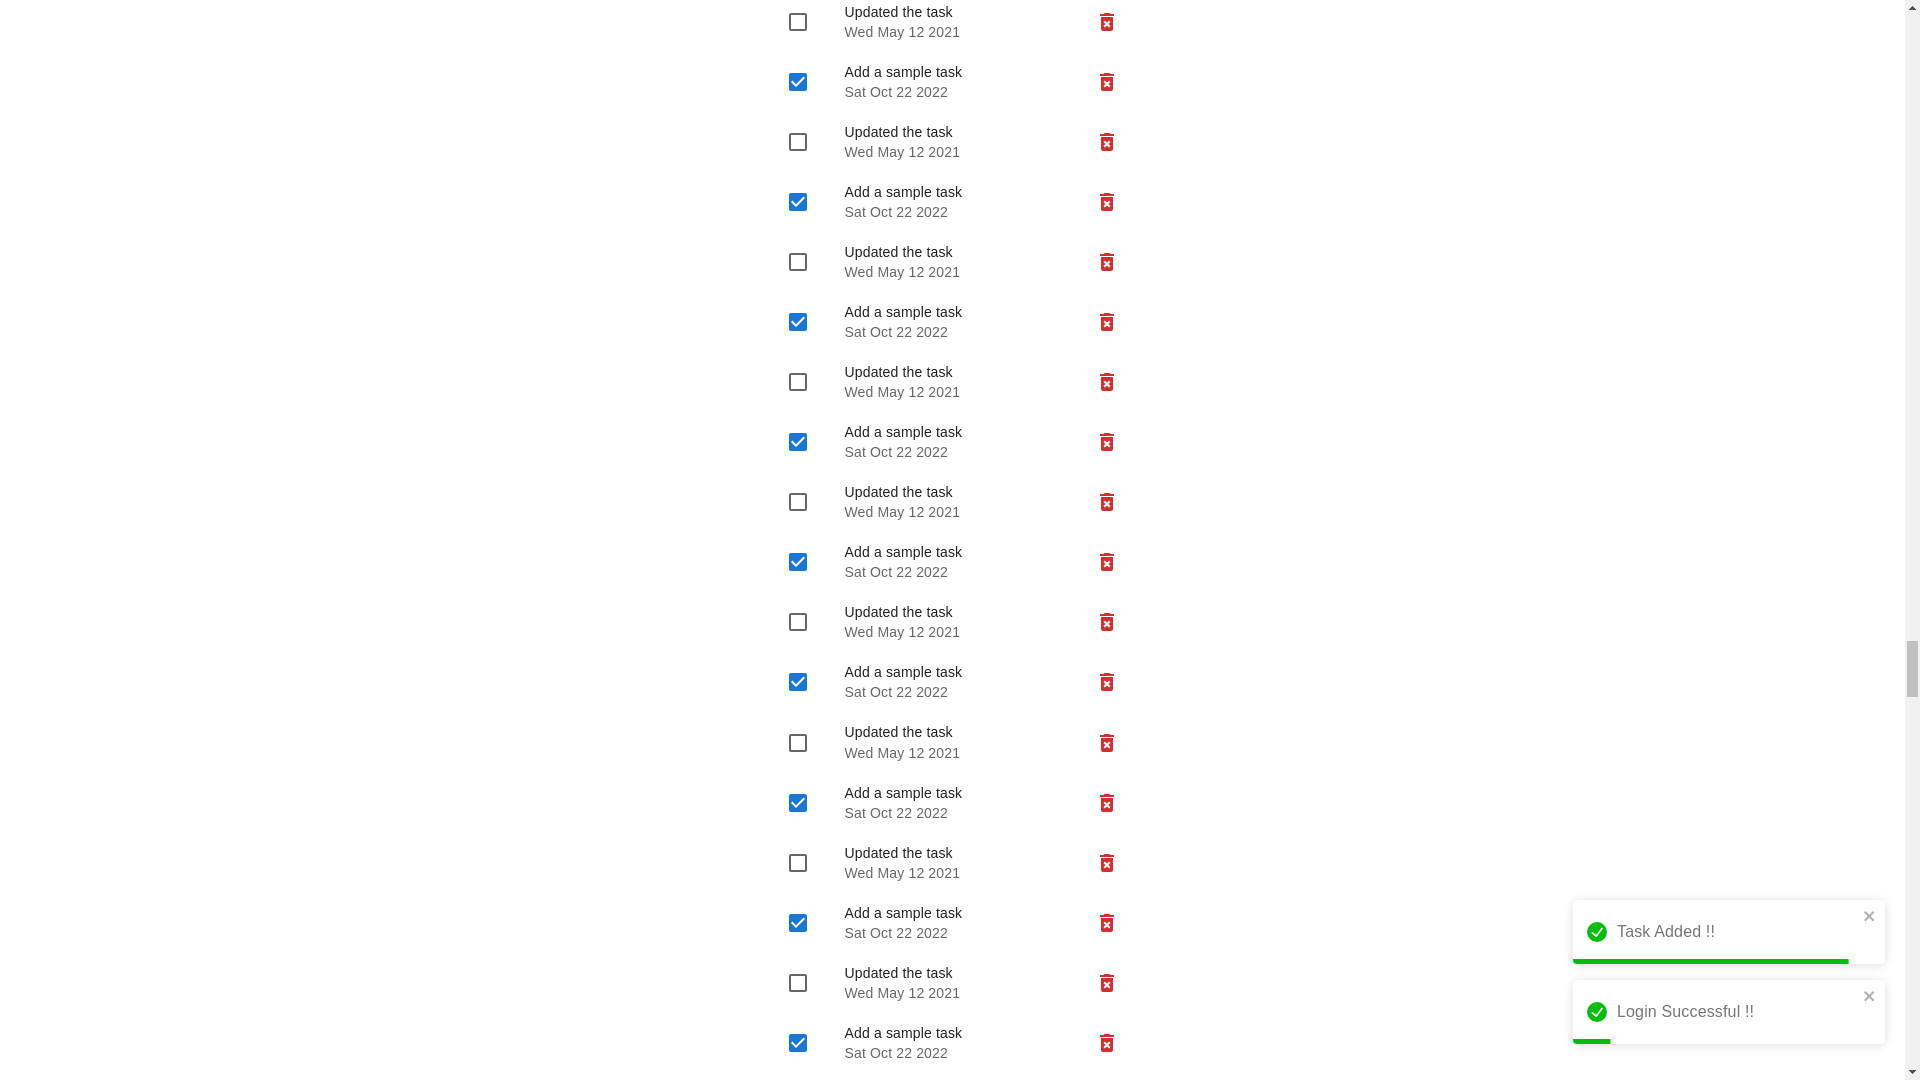 Updated the task
Wed May 12 2021
Add a sample task
Sat Oct 22 2022
Updated the task
Wed May 12 2021
Add a sample task
Sat Oct 22 2022
Updated the task
Wed May 12 2021
Add a sample task
Sat Oct 22 2022
Updated the task
Wed May 12 2021
Add a sample task
Sat Oct 22 2022
Updated the task
Wed May 12 2021
Add a sample task
Sat Oct 22 2022
Updated the task
Wed May 12 2021
Add a sample task
Sat Oct 22 2022
Updated the task
Wed May 12 2021
Add a sample task
Sat Oct 22 2022
Updated the task
Wed May 12 2021
Add a sample task
Sat Oct 22 2022
Updated the task
Wed May 12 2021
Add a sample task
Sat Oct 22 2022
Task Added !!
Login Successful !!